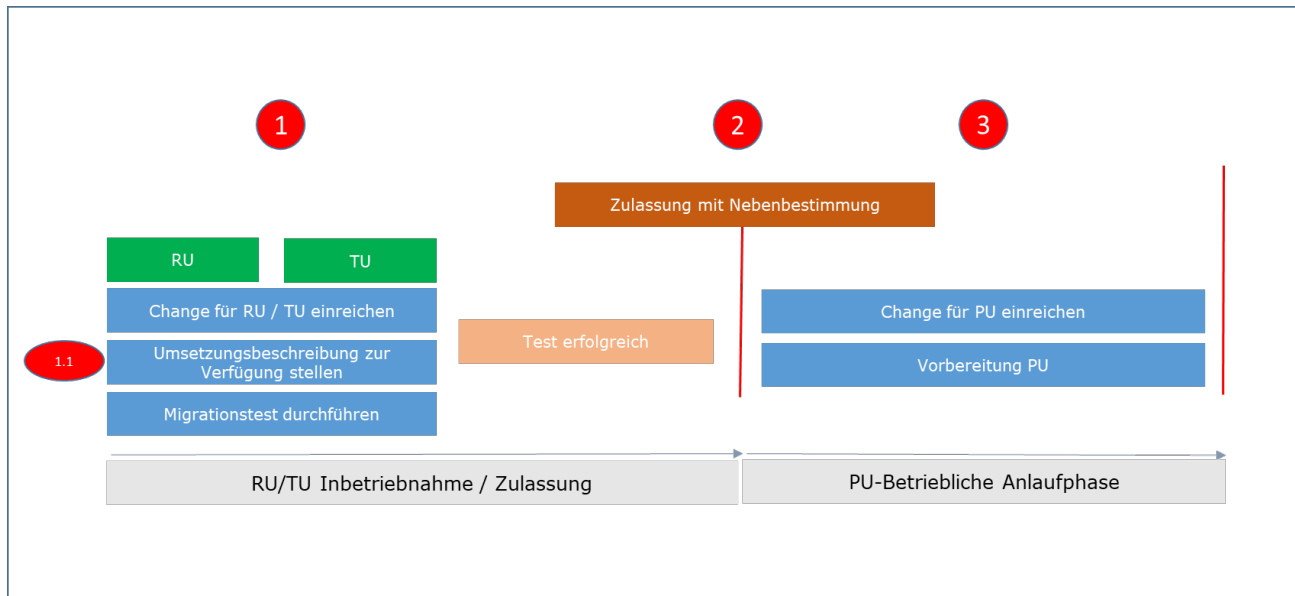 1
2
3
Zulassung mit Nebenbestimmung
RU
TU
Change für RU / TU einreichen
Change für PU einreichen
Test erfolgreich
1.1
Umsetzungsbeschreibung zur
Verfügung stellen
Vorbereitung PU
Migrationstest durchführen
RU/TU Inbetriebnahme / Zulassung
PU-Betriebliche Anlaufphase